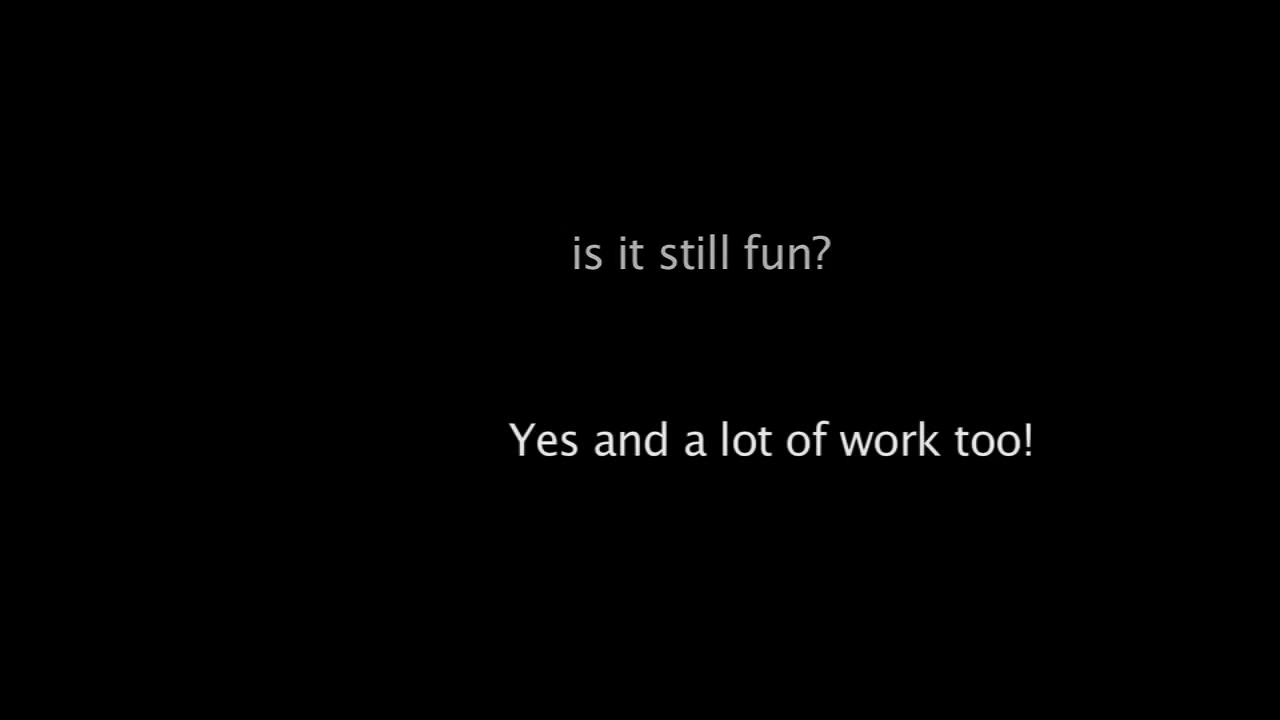 is it still fun?
Yes and a lot of work too!